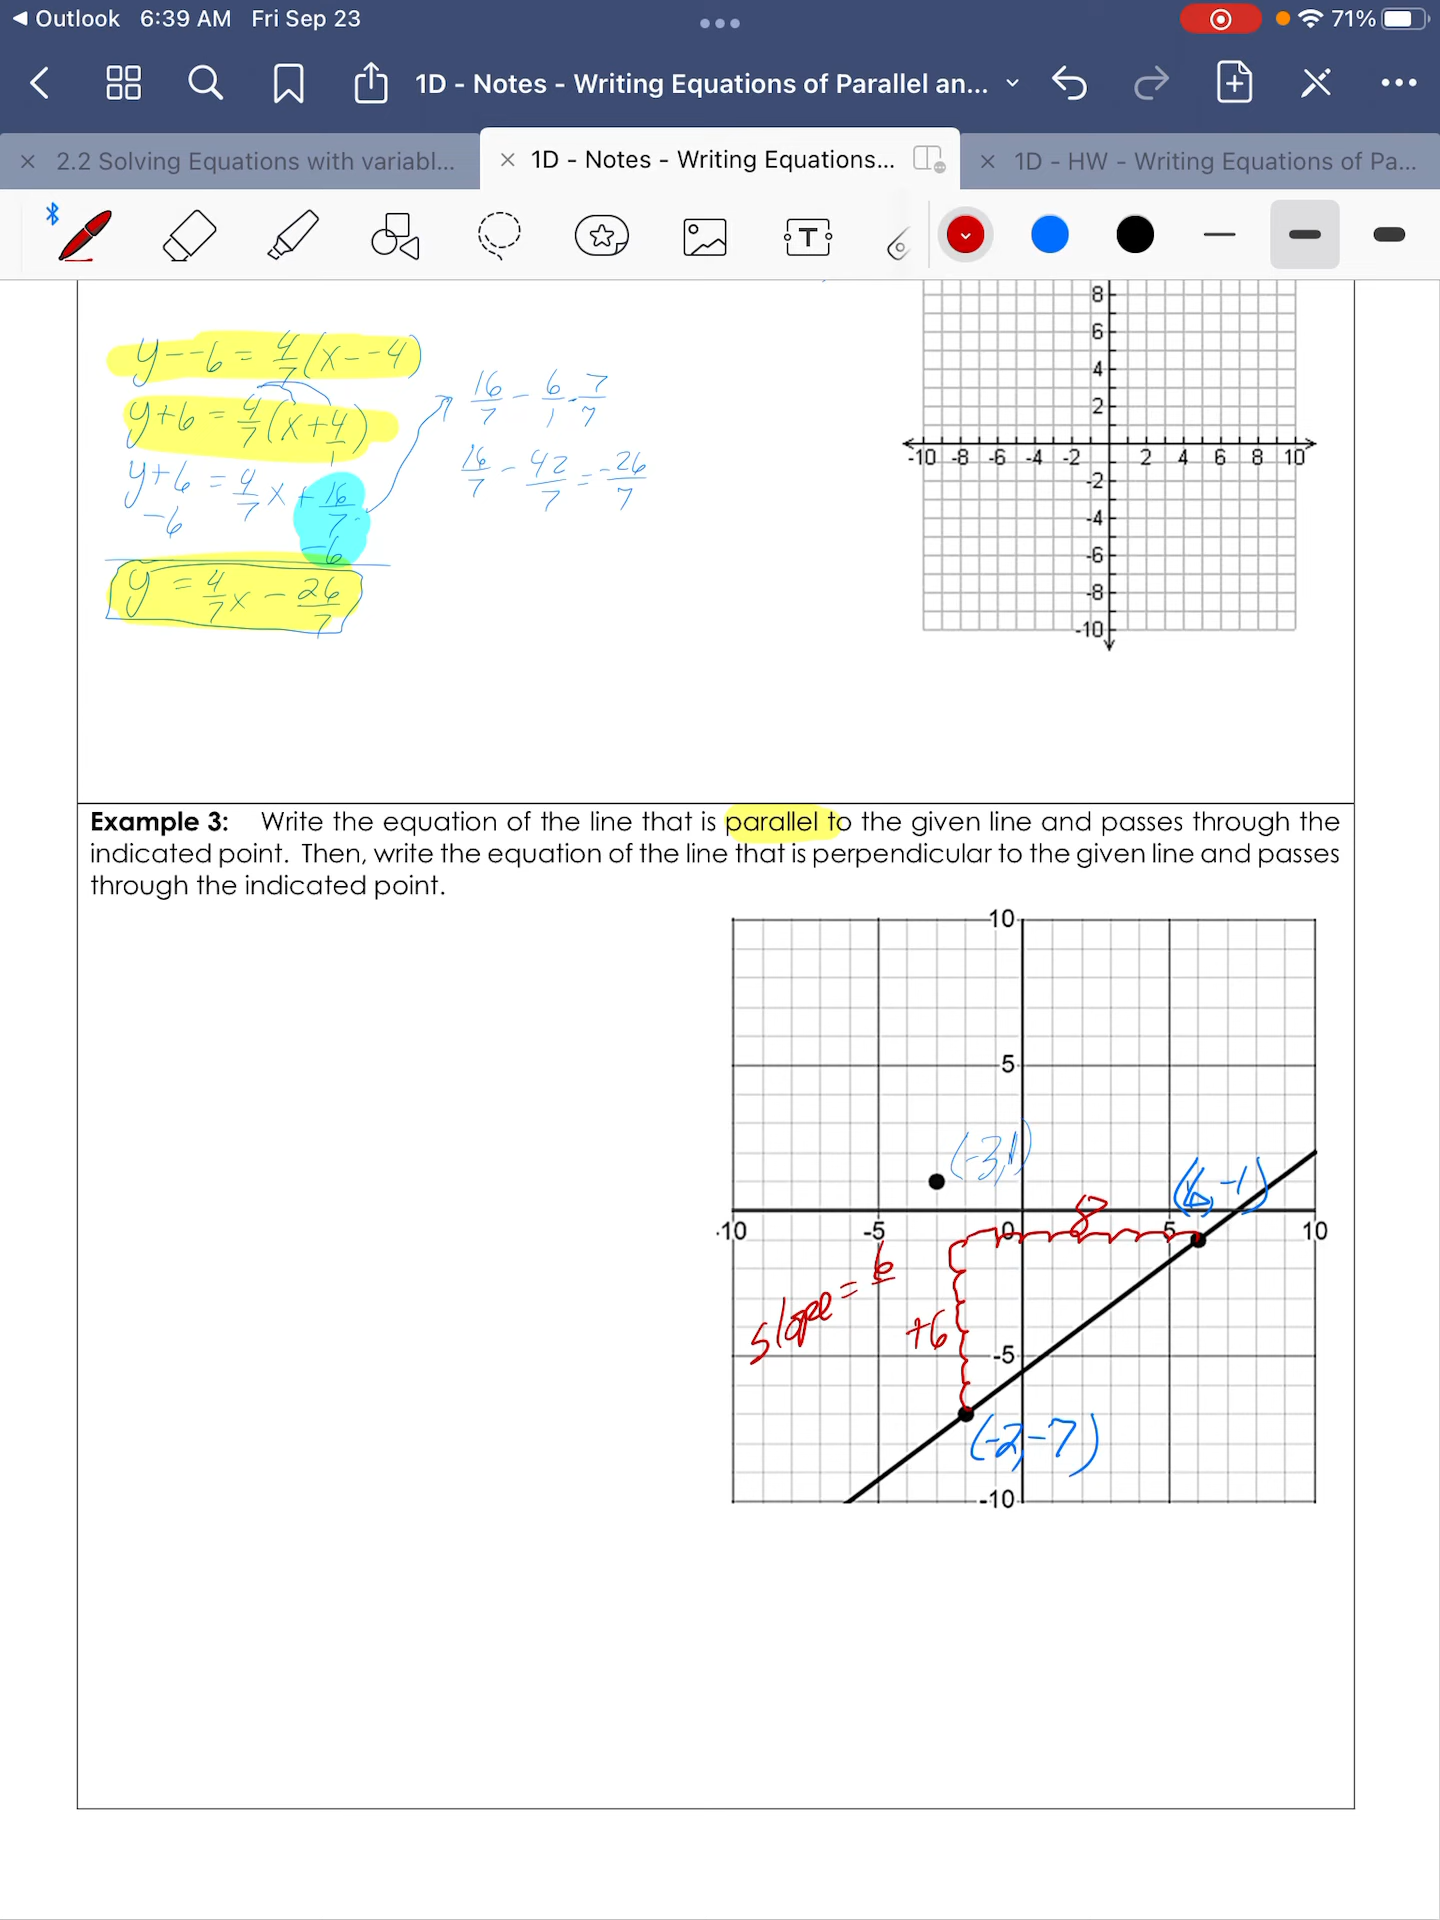 Outlook 6:39 AM Fri Sep 23 71%
1D - Notes - Writing Equations of Parallel an...
2.2 Solving Equations with variabl...
1D - Notes - Writing Equations...
1D - HW - Writing Equations of Pa...
T
y--6 = 4/7(x--4)
y+6 = 4/7(x+4/1)
y+6 = 4/7x + 16/7
-6 -6
y = 4/7x - 26/7
16/7 - 6/1 · 7/7
16/7 - 42/7 = -26/7
8
6
4
2
-10 -8 -6 -4 -2 2 4 6 8 10
-2
-4
-6
-8
-10
Example 3: Write the equation of the line that is parallel to the given line and passes through the
indicated point. Then, write the equation of the line that is perpendicular to the given line and passes
through the indicated point.
10
5
(-3,1)
(6,-1)
8
-10 -5 0 5 10
slope = 6
+6
-5
(-2,-7)
-10